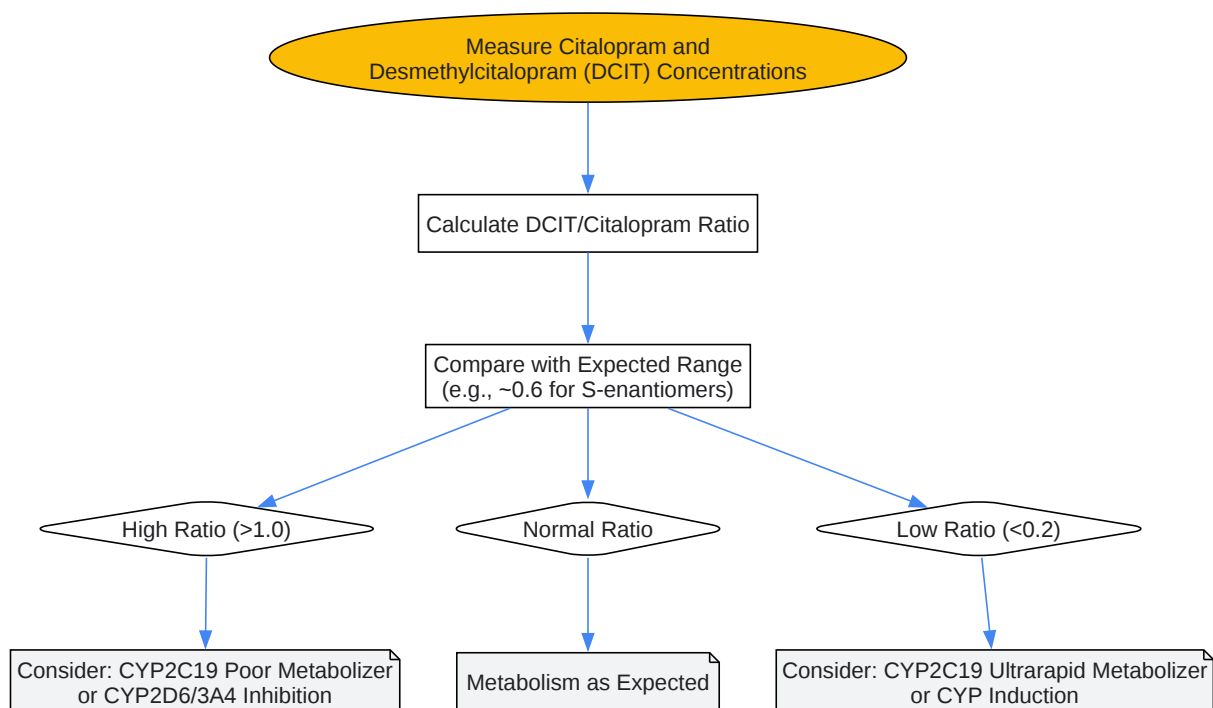 Measure Citalopram and
Desmethylcitalopram (DCIT) Concentrations
Calculate DCIT/Citalopram Ratio
Compare with Expected Range
(e.g., ~0.6 for S-enantiomers)
High Ratio (>1.0)
Normal Ratio
Low Ratio (<0.2)
Consider: CYP2C19 Poor Metabolizer
or CYP2D6/3A4 Inhibition
Metabolism as Expected
Consider: CYP2C19 Ultrarapid Metabolizer
or CYP Induction